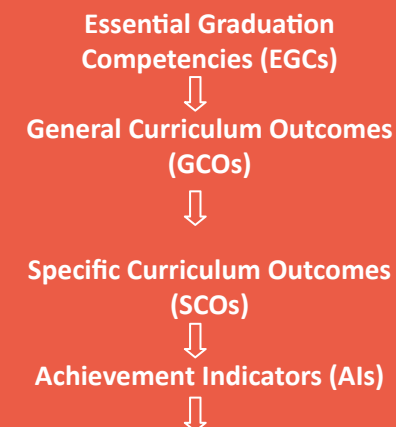 Essential Graduation
Competencies (EGCs)
General Curriculum Outcomes
(GCOs)
Specific Curriculum Outcomes
(SCOs)
Achievement Indicators (AIs)